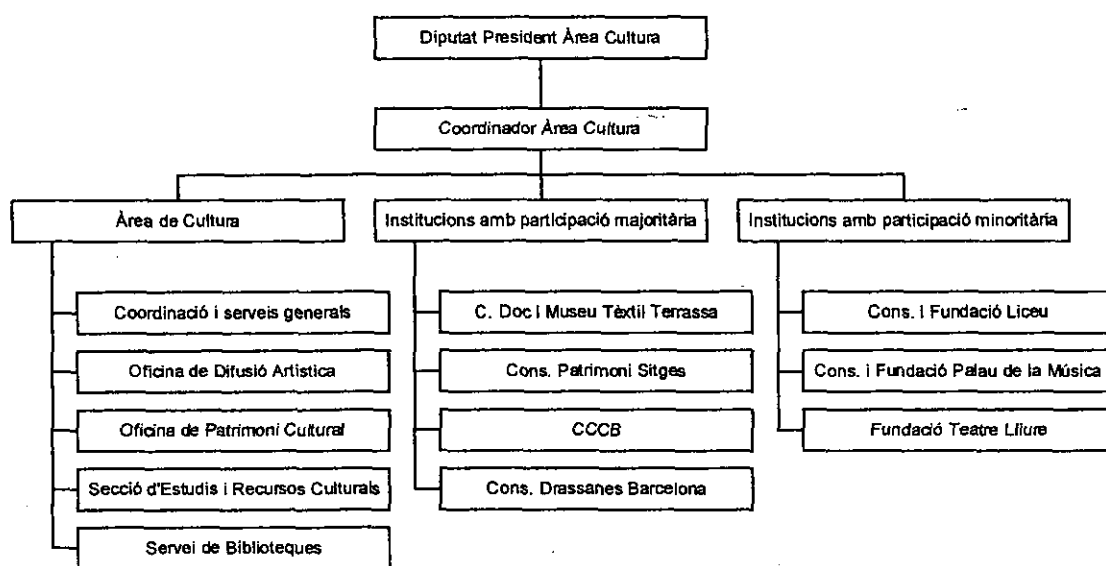 Diputat President Àrea Cultura
Coordinador Àrea Cultura
Àrea de Cultura
Institucions amb participació majoritària
Institucions amb participació minoritària
Coordinació i serveis generals
C. Doc i Museu Tèxtil Terrassa
Cons. i Fundació Liceu
Oficina de Difusió Artística
Cons. Patrimoni Sitges
Cons. i Fundació Palau de la Música
Oficina de Patrimoni Cultural
CCCB
Fundació Teatre Lliure
Secció d'Estudis i Recursos Culturals
Cons. Drassanes Barcelona
Servei de Biblioteques